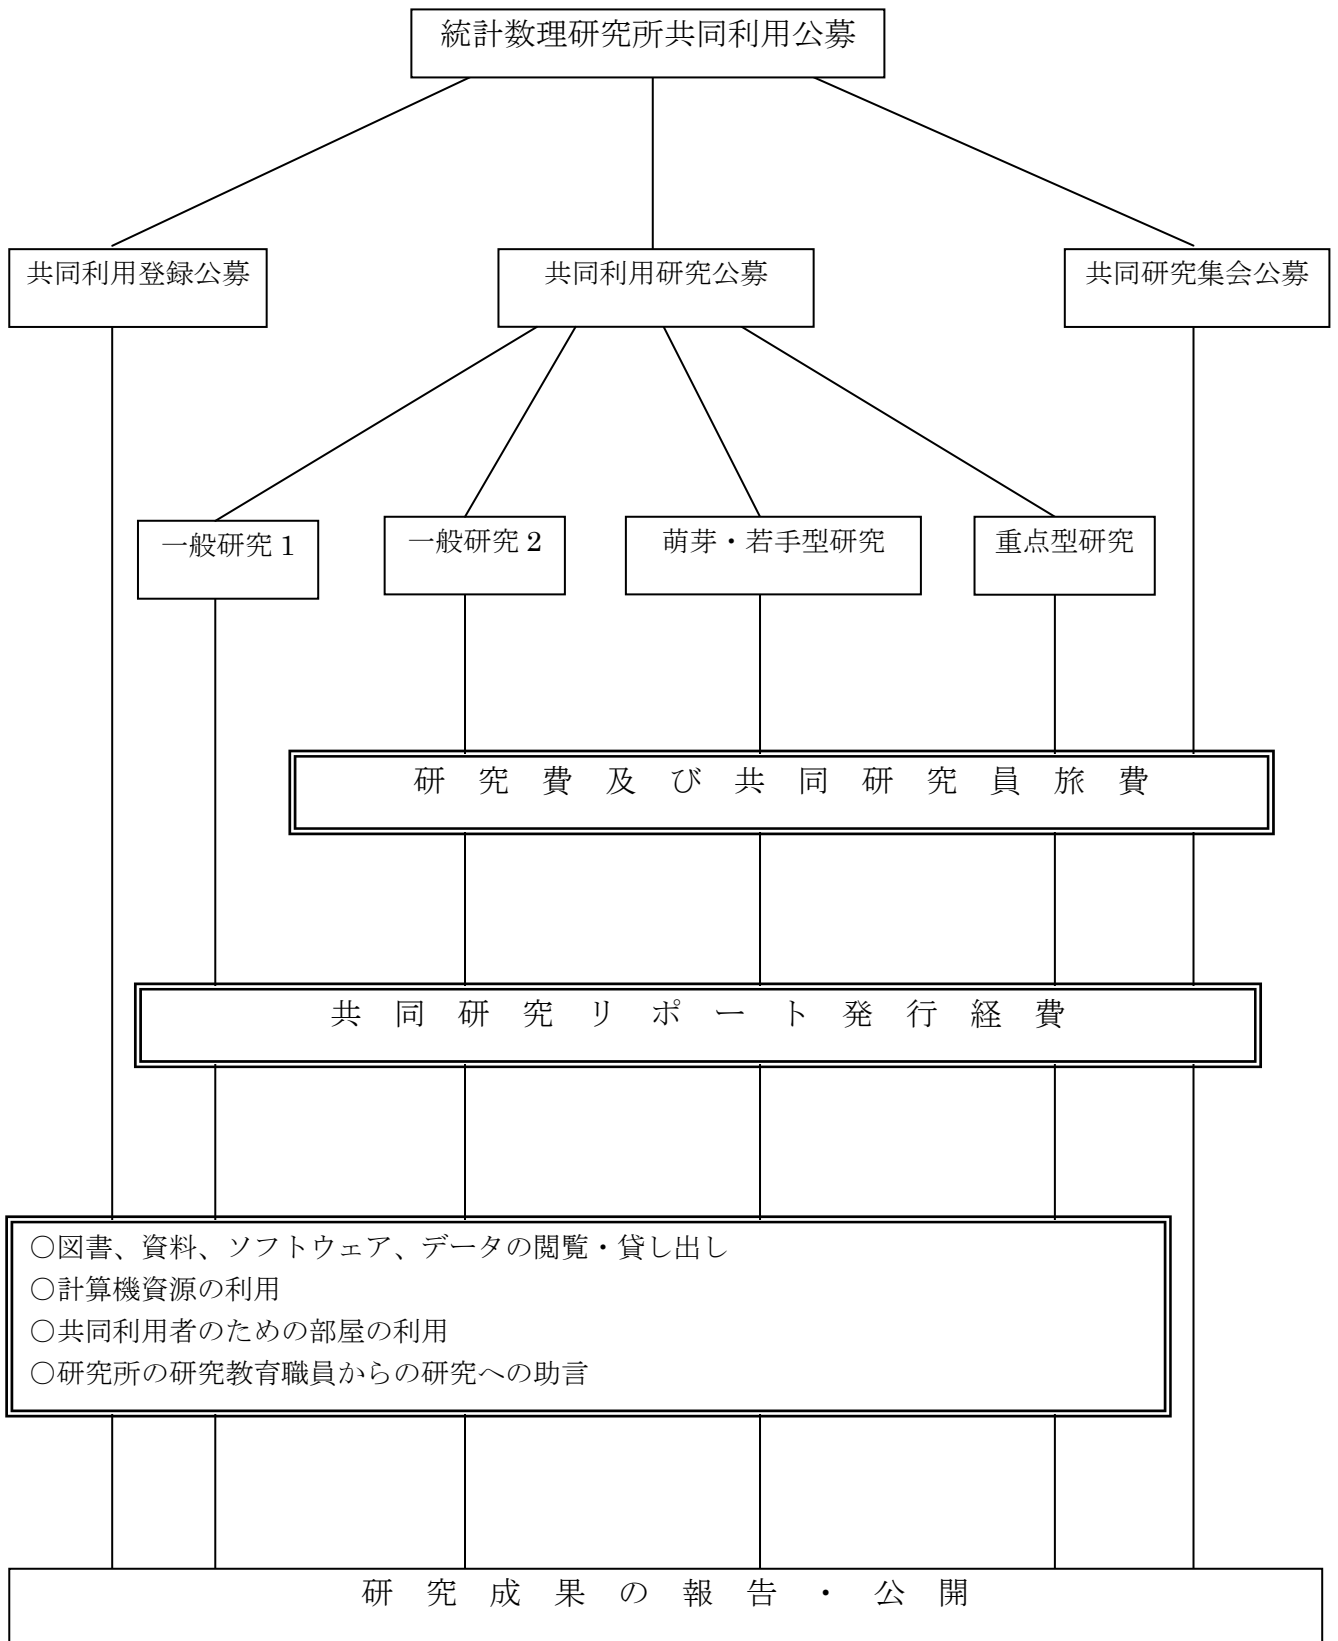 統計数理研究所共同利用公募
共同利用登録公募
共同利用研究公募
共同研究集会公募
一般研究 1
一般研究 2
萌芽・若手型研究
重点型研究
研究費及び共同研究員旅費
共同研究リポート発行経費
○図書、資料、ソフトウェア、データの閲覧・貸し出し
○計算機資源の利用
○共同利用者のための部屋の利用
○研究所の研究教育職員からの研究への助言
研究成果の報告・公開